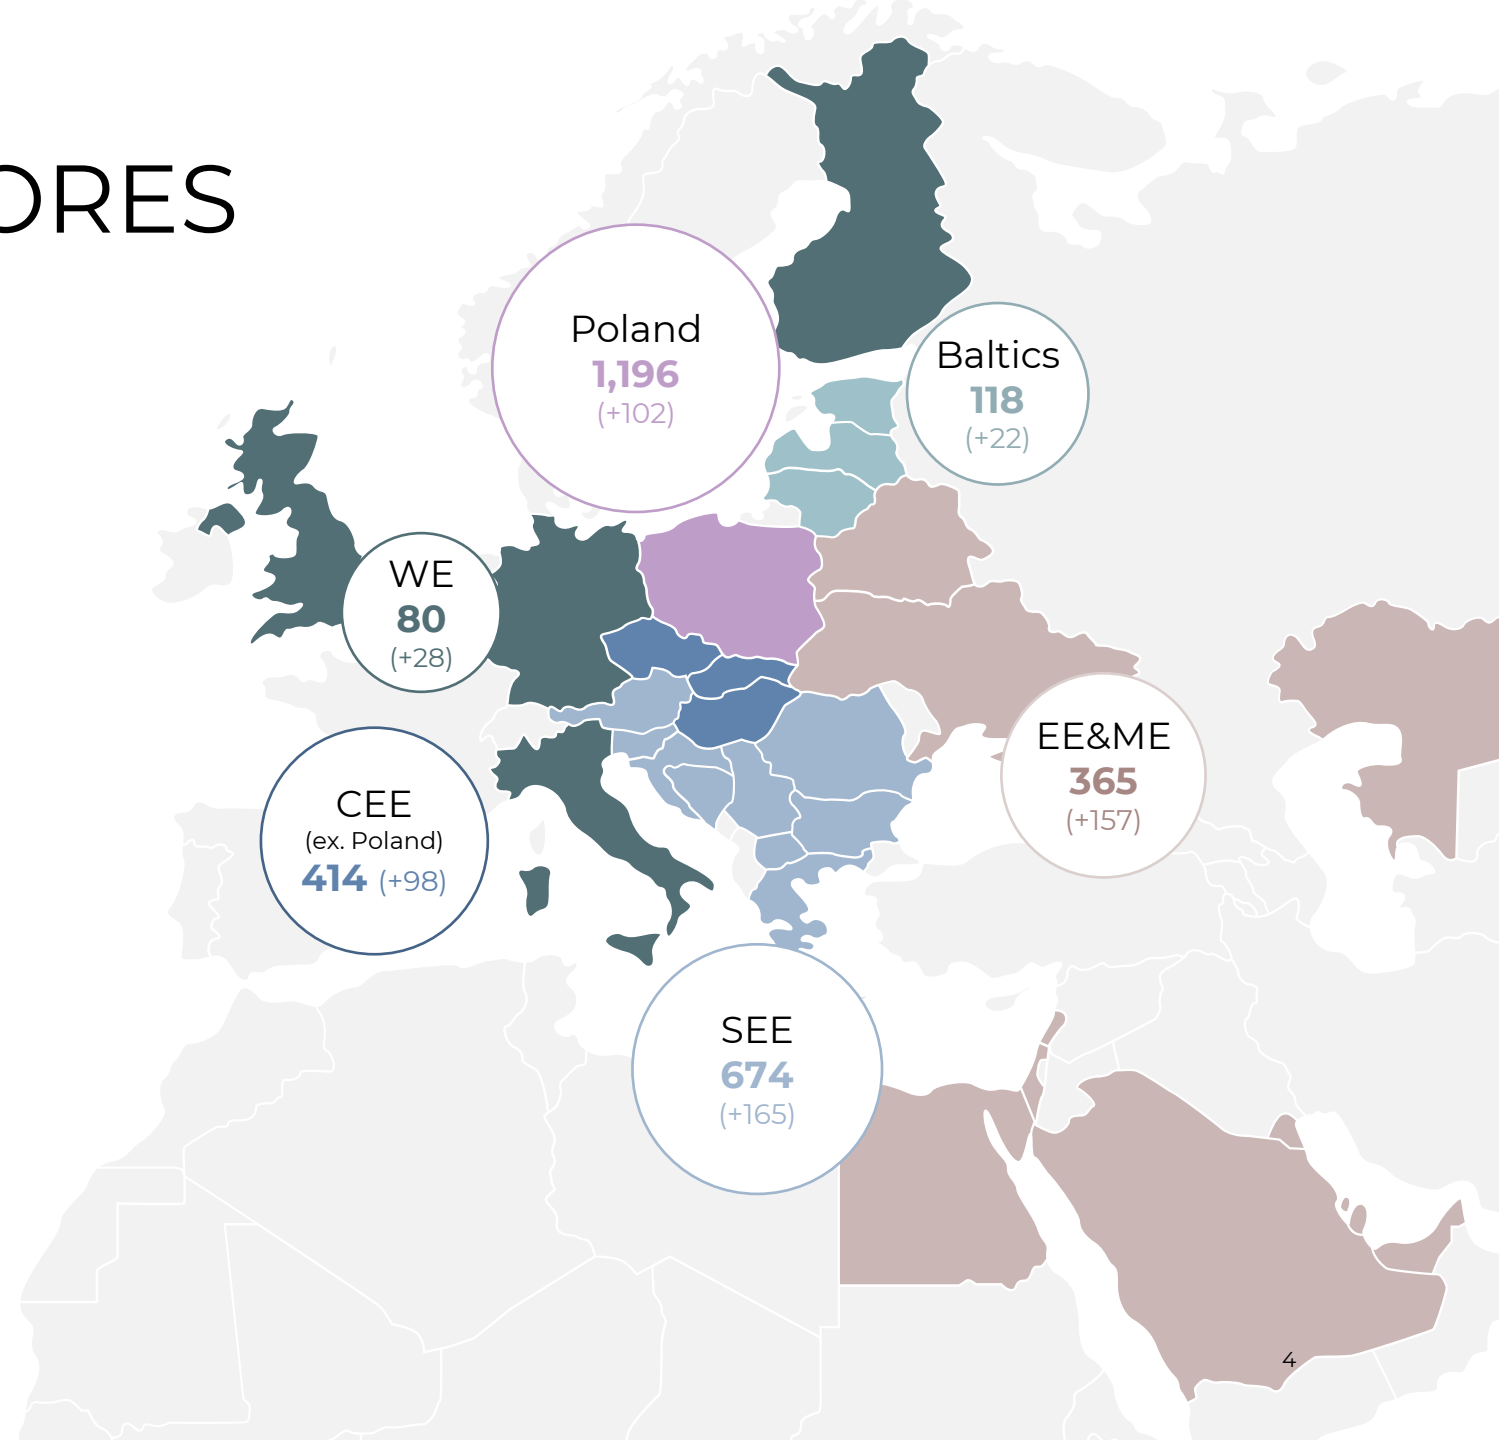 ORES
Poland
1,196
(+102)
Baltics
118
(+22)
WE
80
(+28)
EE&ME
365
(+157)
CEE
(ex. Poland)
414 (+98)
SEE
674
(+165)
4